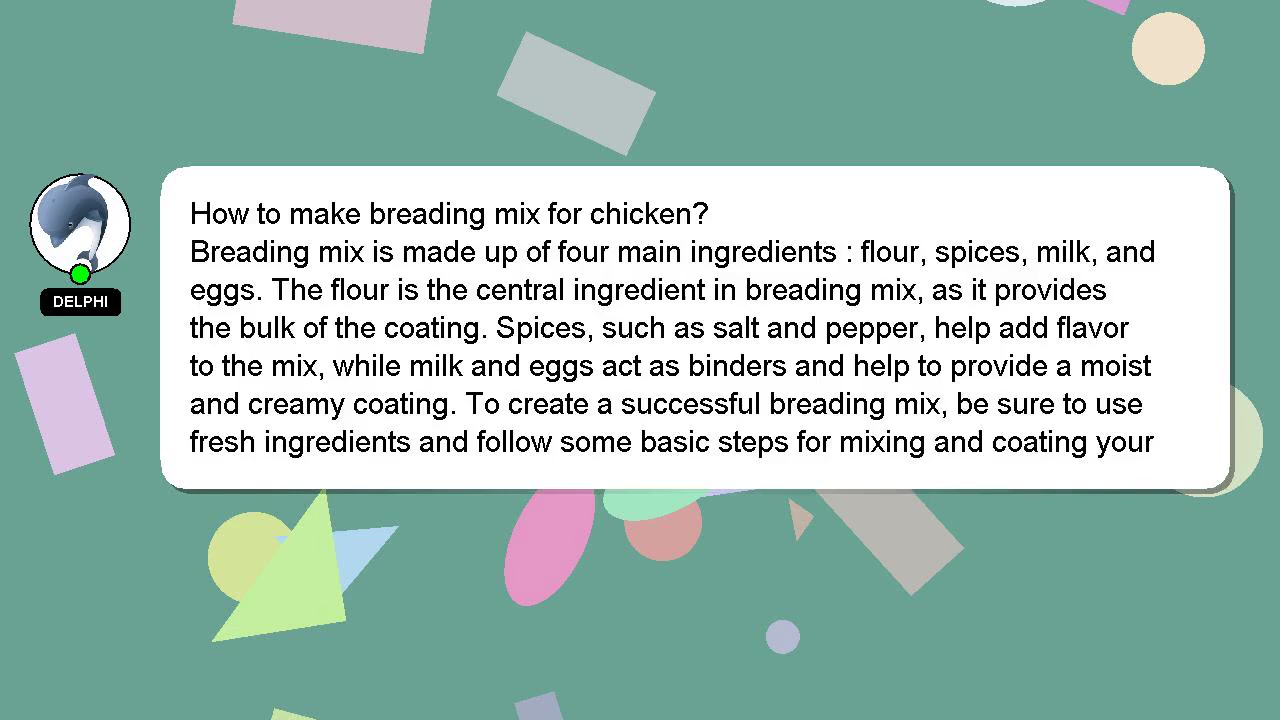 How to make breading mix for chicken?
Breading mix is made up of four main ingredients : flour, spices, milk, and
eggs. The flour is the central ingredient in breading mix, as it provides
the bulk of the coating. Spices, such as salt and pepper, help add flavor
to the mix, while milk and eggs act as binders and help to provide a moist
and creamy coating. To create a successful breading mix, be sure to use
fresh ingredients and follow some basic steps for mixing and coating your
DELPHI